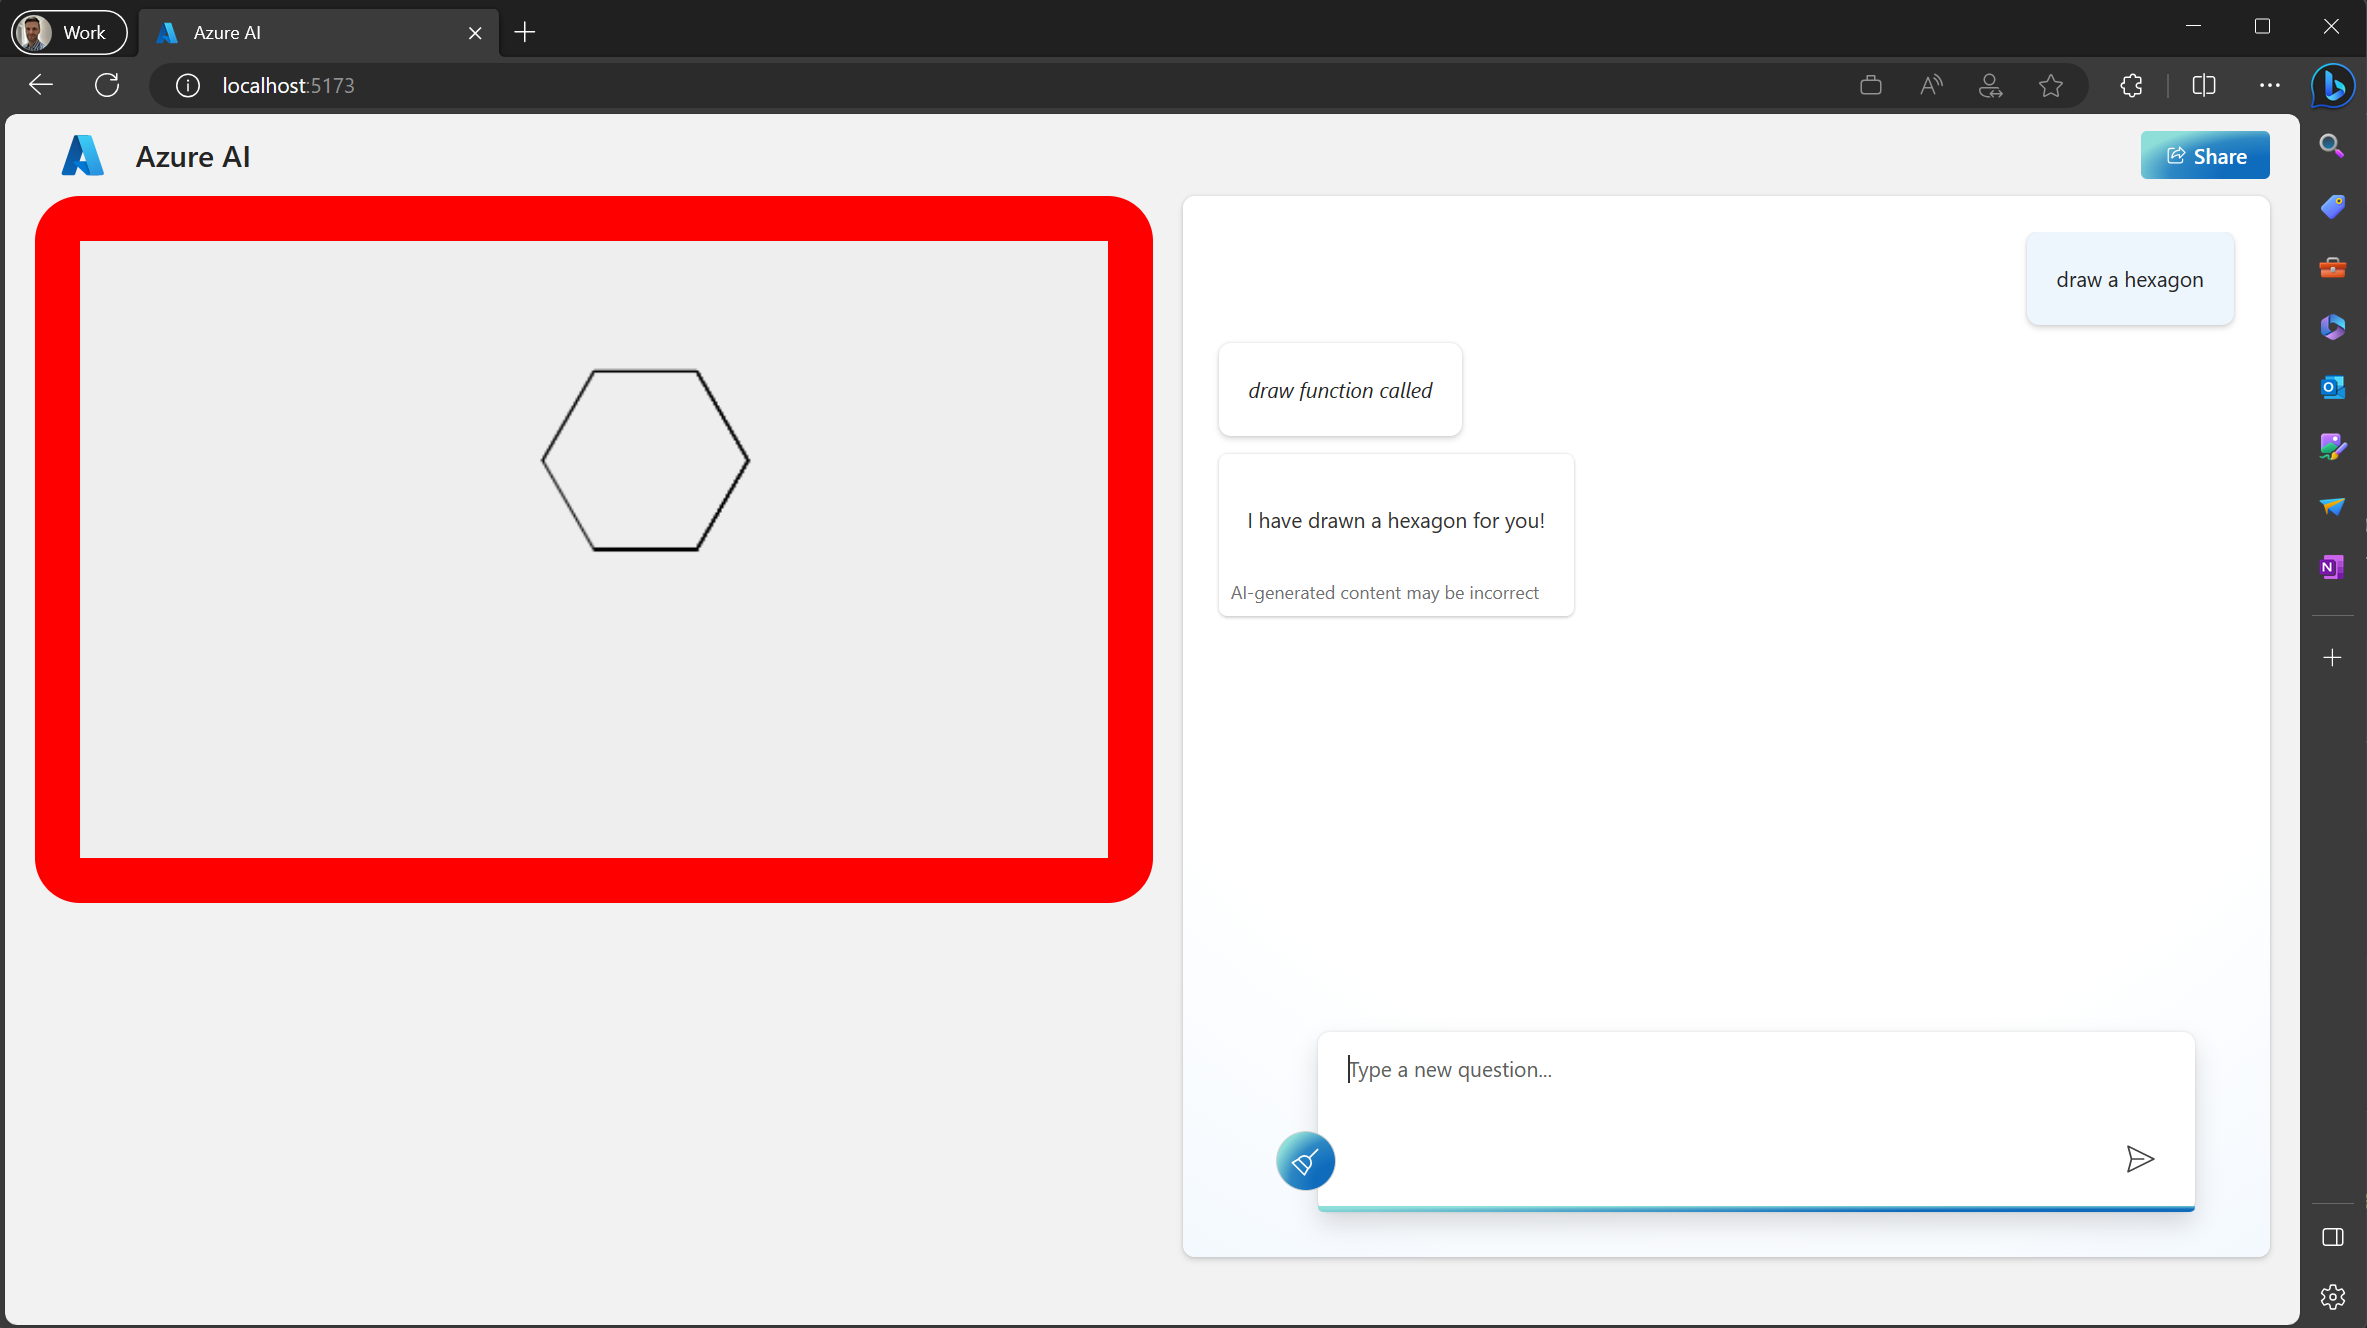 Work
Azure AI
localhost:5173
Azure AI
Share
draw a hexagon
draw function called
I have drawn a hexagon for you!
AI-generated content may be incorrect
Type a new question...